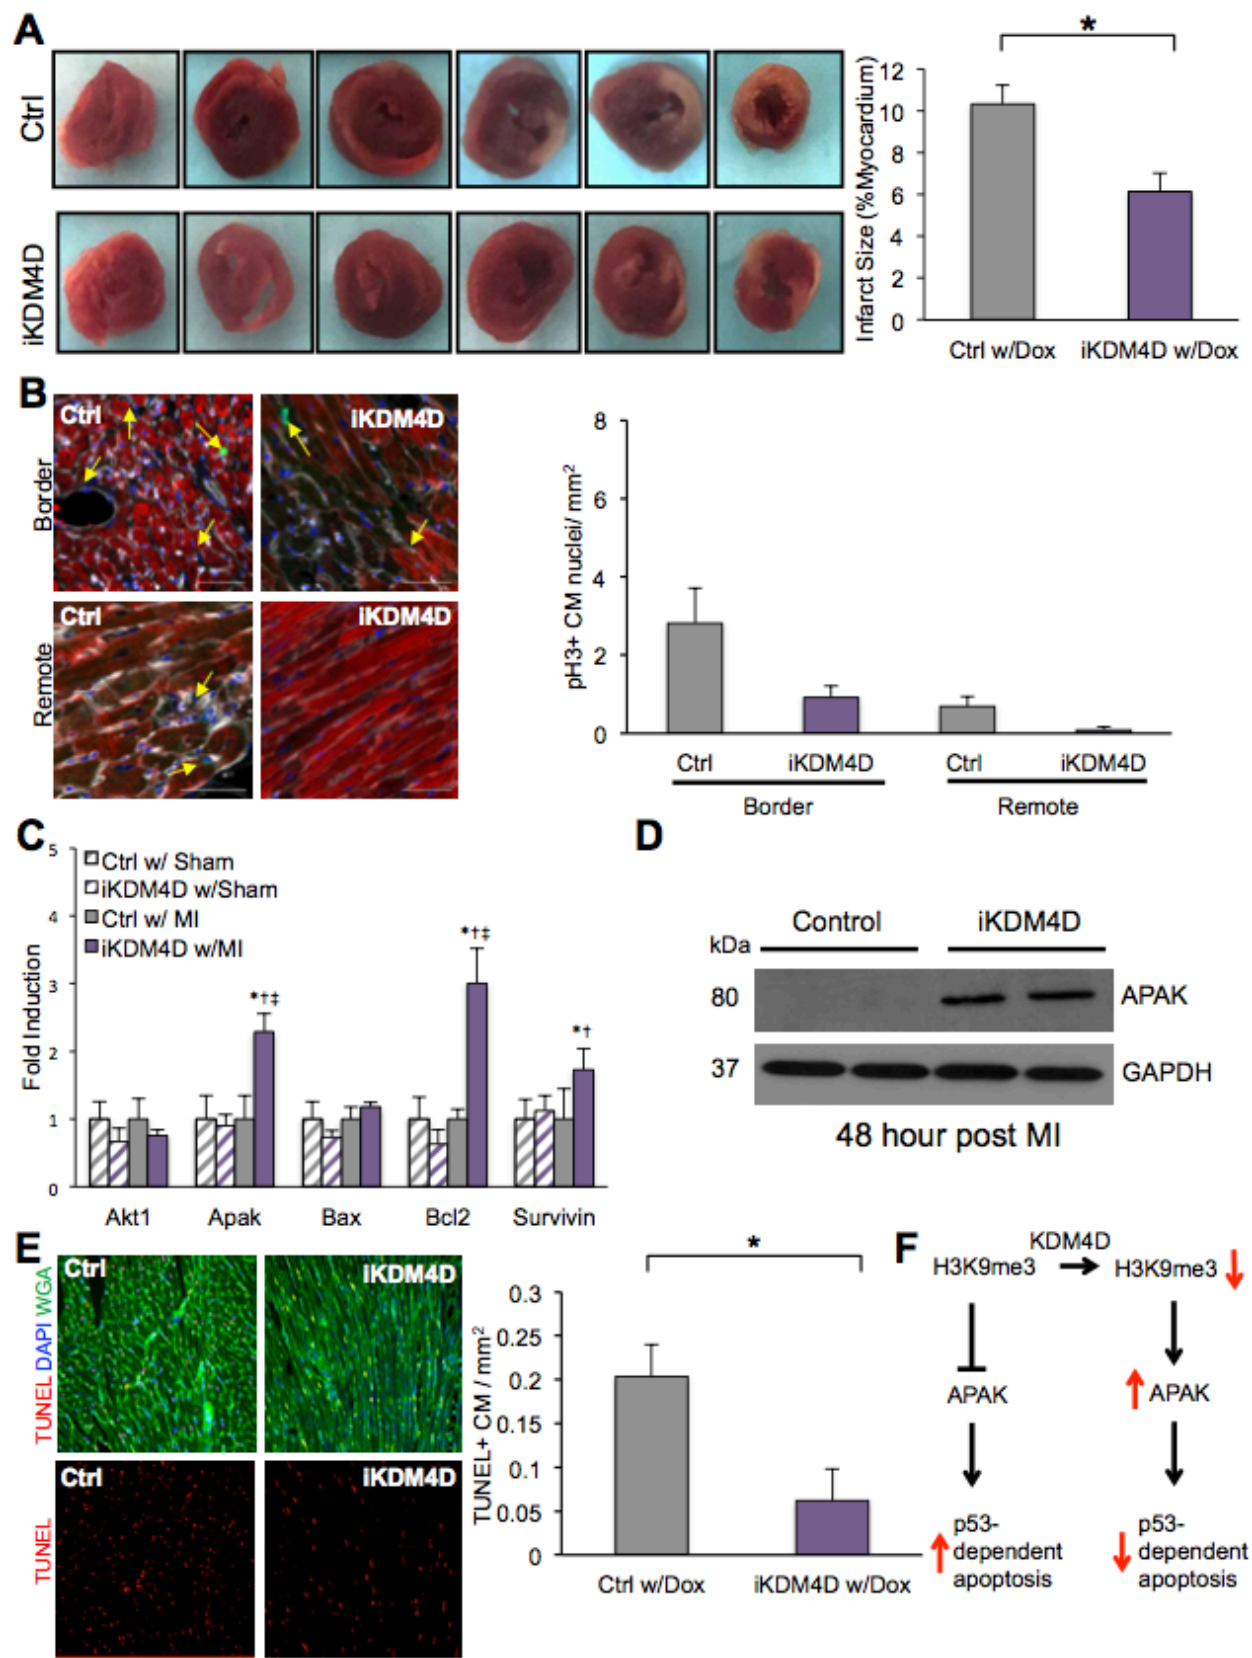 A
Ctrl
iKDM4D
*
Infarct Size (%Myocardium)
12
10
8
6
4
2
0
Ctrl w/Dox
iKDM4D w/Dox
B
Border
Remote
Ctrl
iKDM4D
Ctrl
iKDM4D
pH3+ CM nuclei/ mm²
8
6
4
2
0
Ctrl
iKDM4D
Ctrl
iKDM4D
Border
Remote
C
Fold Induction
5
4
3
2
1
0
Ctrl w/ Sham
iKDM4D w/Sham
Ctrl w/ MI
iKDM4D w/MI
*†‡
*†‡
*†
Akt1
Apak
Bax
Bcl2
Survivin
D
Control
iKDM4D
kDa
80
APAK
37
GAPDH
48 hour post MI
E
TUNEL DAPI WGA
TUNEL
Ctrl
iKDM4D
Ctrl
iKDM4D
*
TUNEL+ CM / mm²
0.3
0.25
0.2
0.15
0.1
0.05
0
Ctrl w/Dox
iKDM4D w/Dox
F
KDM4D
H3K9me3
H3K9me3
APAK
APAK
p53-
dependent
apoptosis
p53-
dependent
apoptosis